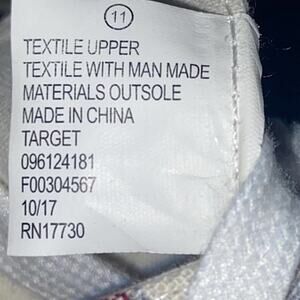 11
TEXTILE UPPER
TEXTILE WITH MAN MADE
MATERIALS OUTSOLE
MADE IN CHINA
TARGET
096124181
F00304567
10/17
RN17730